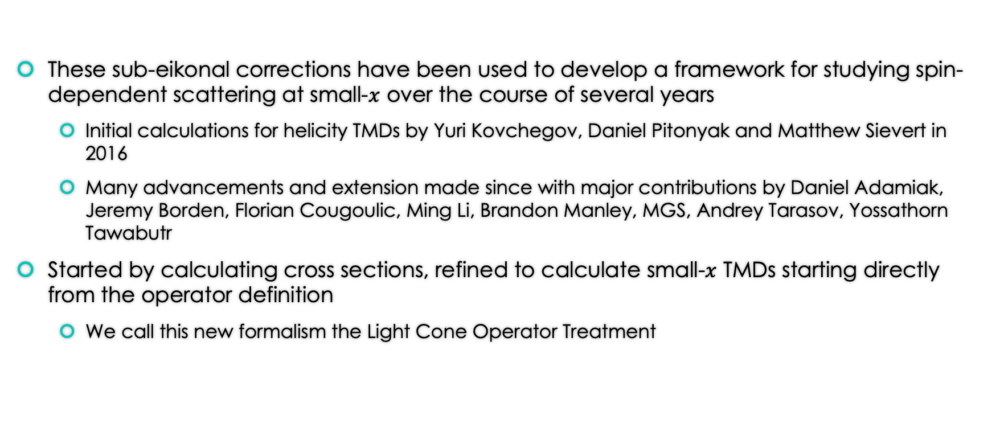 These sub-eikonal corrections have been used to develop a framework for studying spin-
dependent scattering at small-x over the course of several years
Initial calculations for helicity TMDs by Yuri Kovchegov, Daniel Pitonyak and Matthew Sievert in
2016
Many advancements and extension made since with major contributions by Daniel Adamiak,
Jeremy Borden, Florian Cougoulic, Ming Li, Brandon Manley, MGS, Andrey Tarasov, Yossathorn
Tawabutr
Started by calculating cross sections, refined to calculate small-x TMDs starting directly
from the operator definition
We call this new formalism the Light Cone Operator Treatment